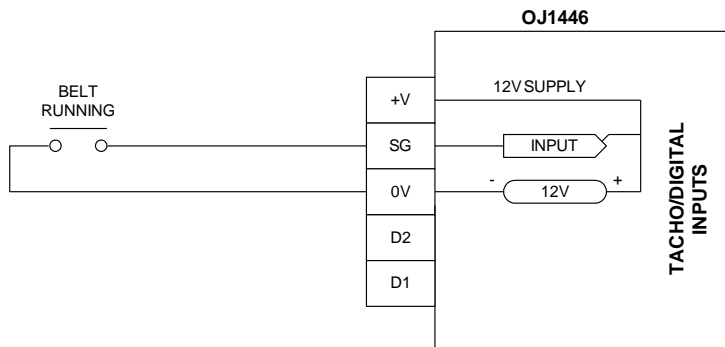 OJ1446
BELT
RUNNING
+V
12V SUPPLY
SG
INPUT
0V
- 12V +
D2
D1
TACHO/DIGITAL
INPUTS